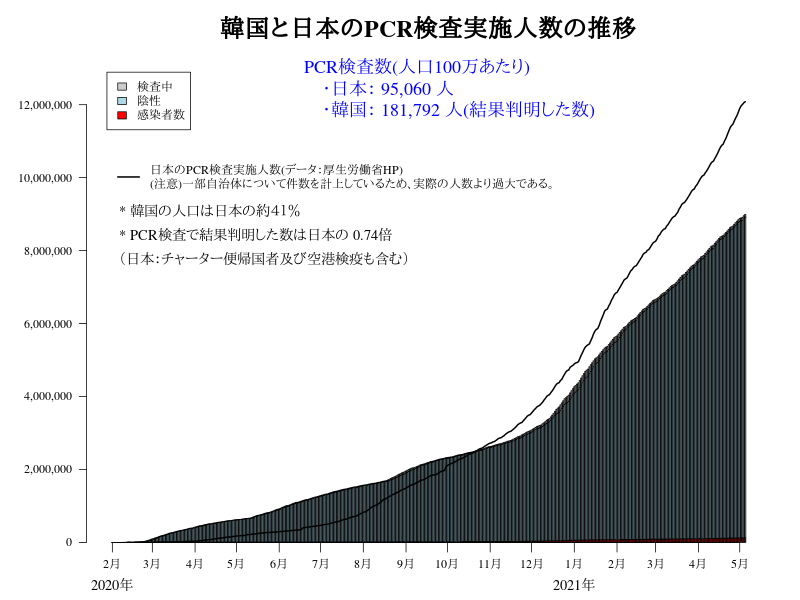 韓国と日本のPCR検査実施人数の推移
PCR検査数(人口100万あたり)
・日本： 95,060 人
・韓国： 181,792 人(結果判明した数)
検査中
陰性
感染者数
日本のPCR検査実施人数(データ：厚生労働省HP)
(注意)一部自治体について件数を計上しているため、実際の人数より過大である。
* 韓国の人口は日本の約41%
* PCR検査で結果判明した数は日本の 0.74倍
（日本：チャーター便帰国者及び空港検疫も含む）
12,000,000
10,000,000
8,000,000
6,000,000
4,000,000
2,000,000
0
2月 3月 4月 5月 6月 7月 8月 9月 10月 11月 12月 1月 2月 3月 4月 5月
2020年 2021年